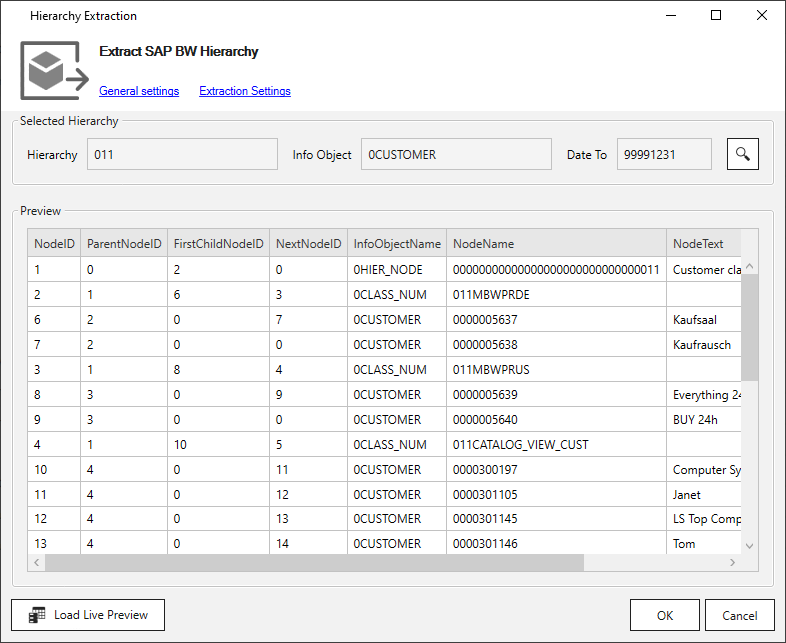 Hierarchy Extraction
Extract SAP BW Hierarchy
General settings Extraction Settings
Selected Hierarchy
Hierarchy 011 Info Object 0CUSTOMER Date To 99991231
Preview
NodeID ParentNodeID FirstChildNodeID NextNodeID InfoObjectName NodeName NodeText
1 0 2 0 0HIER_NODE 00000000000000000000000000000011 Customer cla
2 1 6 3 0CLASS_NUM 011MBWPRDE
6 2 0 7 0CUSTOMER 0000005637 Kaufsaal
7 2 0 0 0CUSTOMER 0000005638 Kaufrausch
3 1 8 4 0CLASS_NUM 011MBWPRUS
8 3 0 9 0CUSTOMER 0000005639 Everything 24
9 3 0 0 0CUSTOMER 0000005640 BUY 24h
4 1 10 5 0CLASS_NUM 011CATALOG_VIEW_CUST
10 4 0 11 0CUSTOMER 0000300197 Computer Sy
11 4 0 12 0CUSTOMER 0000301105 Janet
12 4 0 13 0CUSTOMER 0000301145 LS Top Comp
13 4 0 14 0CUSTOMER 0000301146 Tom
Load Live Preview OK Cancel